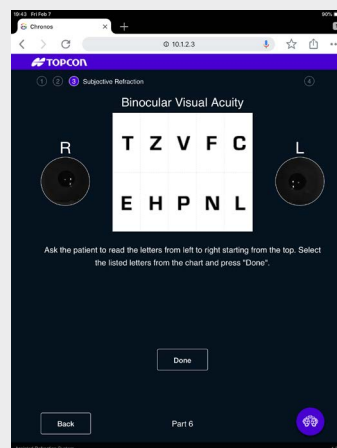 19:43 Fri Feb 7
90%
Chronos
10.1.2.3
TOPCON
1 2 3 Subjective Refraction 4
Binocular Visual Acuity
R
L
T Z V F C
E H P N L
Ask the patient to read the letters from left to right starting from the top. Select
the listed letters from the chart and press "Done".
Done
Back
Part 6